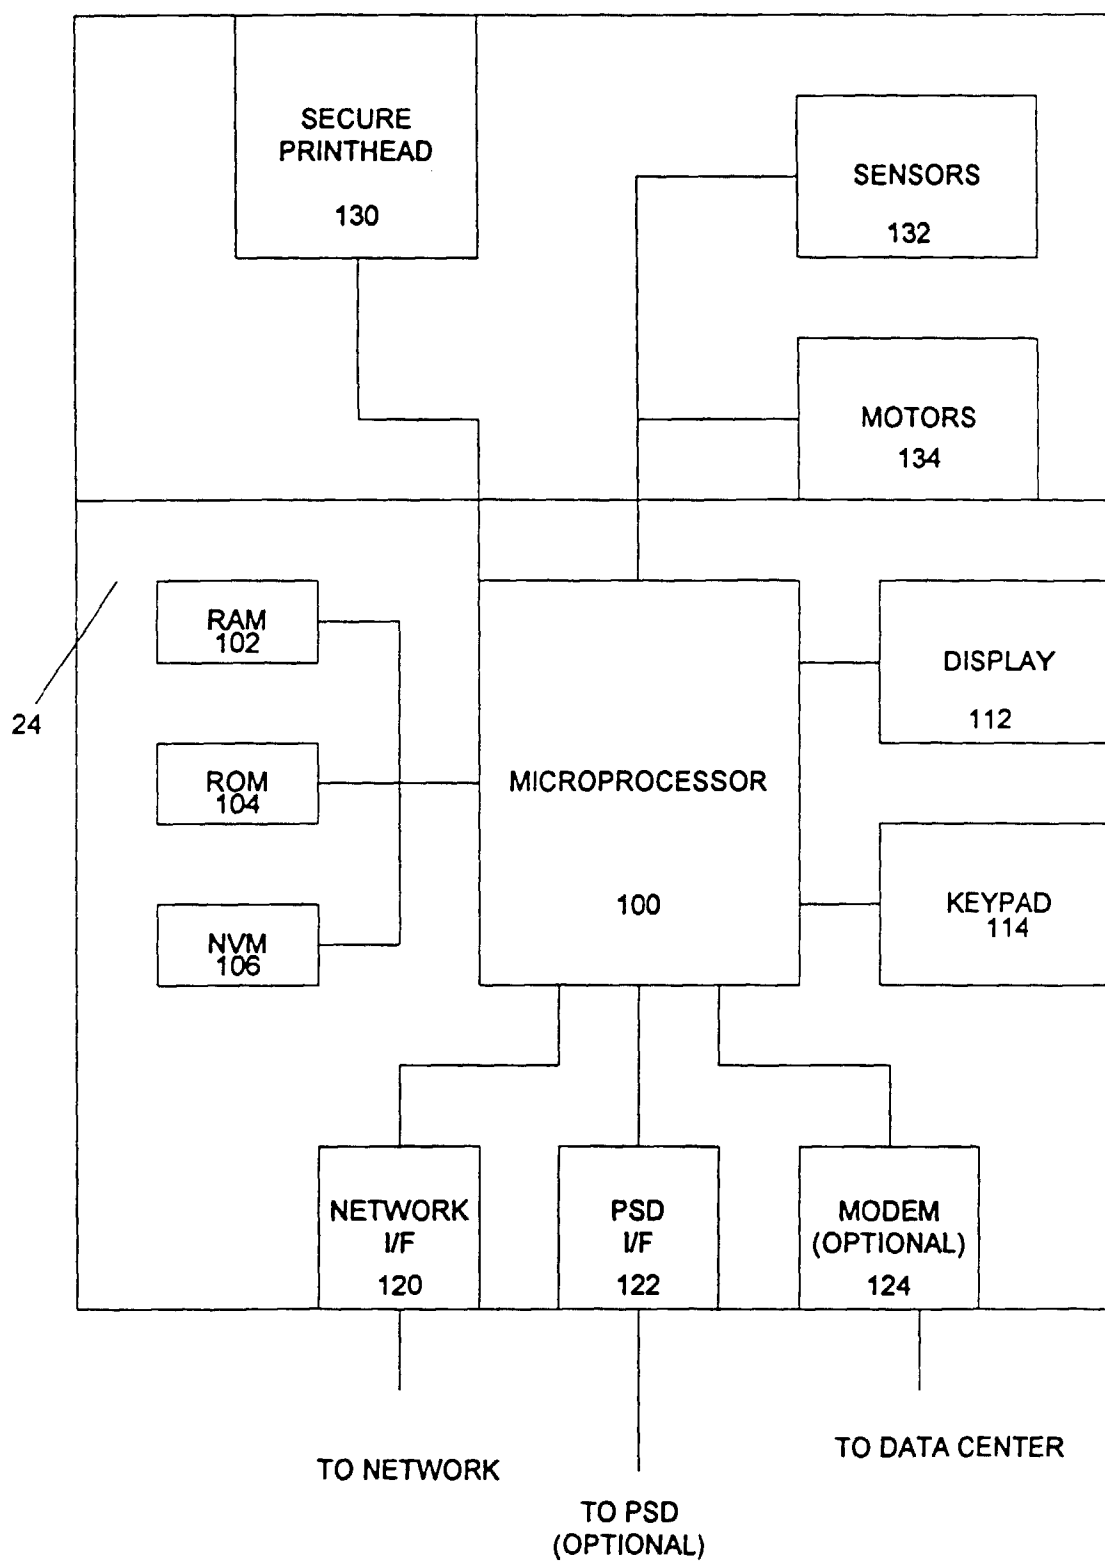 SECURE
PRINTHEAD
130
SENSORS
132
MOTORS
134
24
RAM
102
ROM
104
NVM
106
MICROPROCESSOR
100
DISPLAY
112
KEYPAD
114
NETWORK
I/F
120
PSD
I/F
122
MODEM
(OPTIONAL)
124
TO NETWORK
TO PSD
(OPTIONAL)
TO DATA CENTER